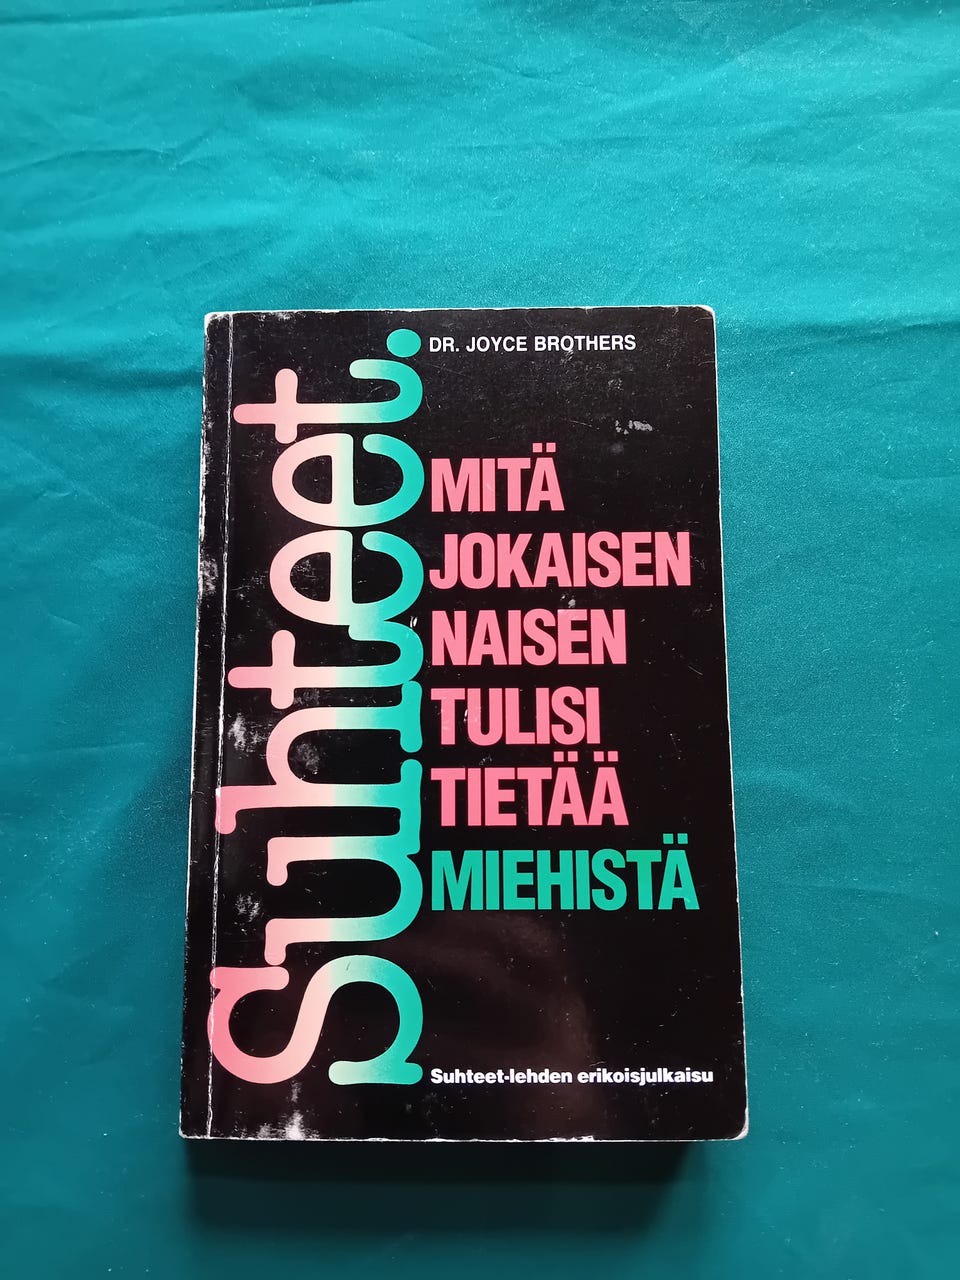 DR. JOYCE BROTHERS
Suhteet.
MITÄ
JOKAISEN
NAISEN
TULISI
TIETÄÄ
MIEHISTÄ
Suhteet-lehden erikoisjulkaisu